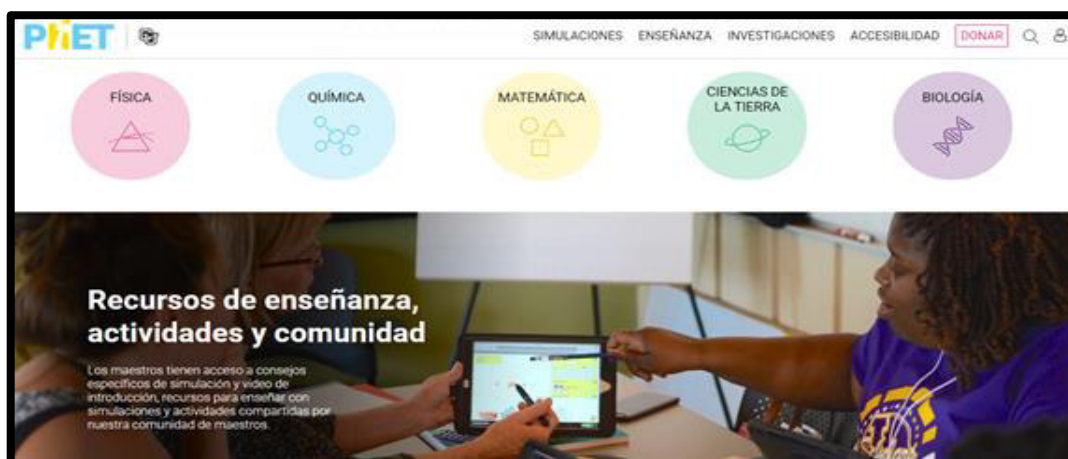 PhET
SIMULACIONES ENSEÑANZA INVESTIGACIONES ACCESIBILIDAD DONAR
FÍSICA
QUÍMICA
MATEMÁTICA
CIENCIAS DE
LA TIERRA
BIOLOGÍA
Recursos de enseñanza,
actividades y comunidad
Los maestros tienen acceso a consejos
específicos de simulación y video de
introducción, recursos para enseñar con
simulaciones y actividades compartidas por
nuestra comunidad de maestros.